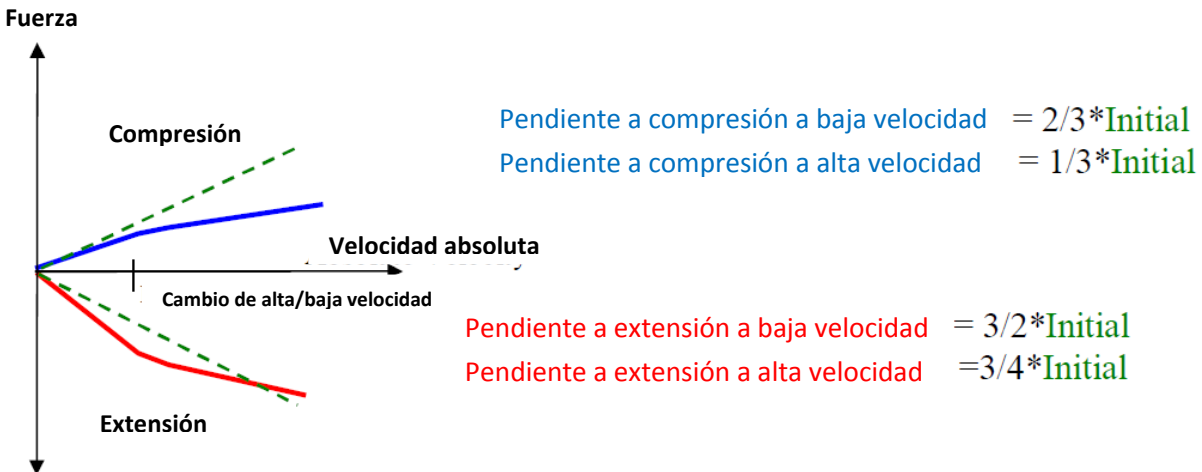 Fuerza
Compresión
Pendiente a compresión a baja velocidad = 2/3*Initial
Pendiente a compresión a alta velocidad = 1/3*Initial
Velocidad absoluta
Cambio de alta/baja velocidad
Pendiente a extensión a baja velocidad = 3/2*Initial
Pendiente a extensión a alta velocidad =3/4*Initial
Extensión